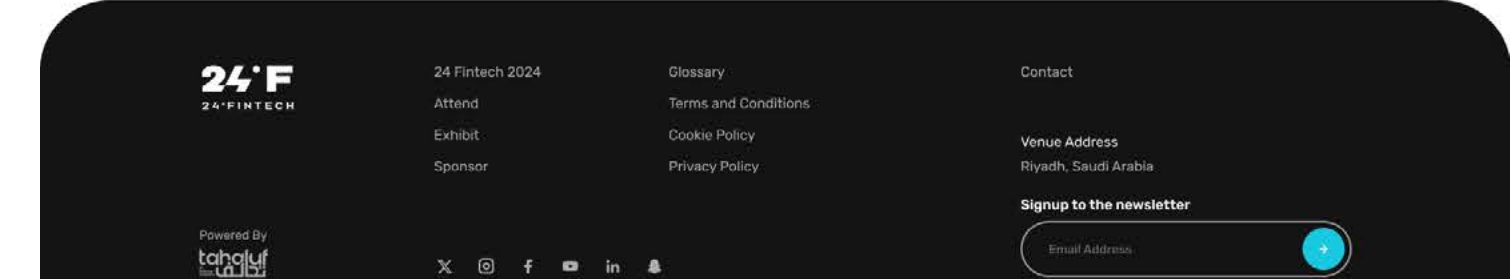 24°F
24°FINTECH
24 Fintech 2024
Attend
Exhibit
Sponsor
Glossary
Terms and Conditions
Cookie Policy
Privacy Policy
Contact
Venue Address
Riyadh, Saudi Arabia
Signup to the newsletter
Email Address
Powered By
tahaluf
تحالف